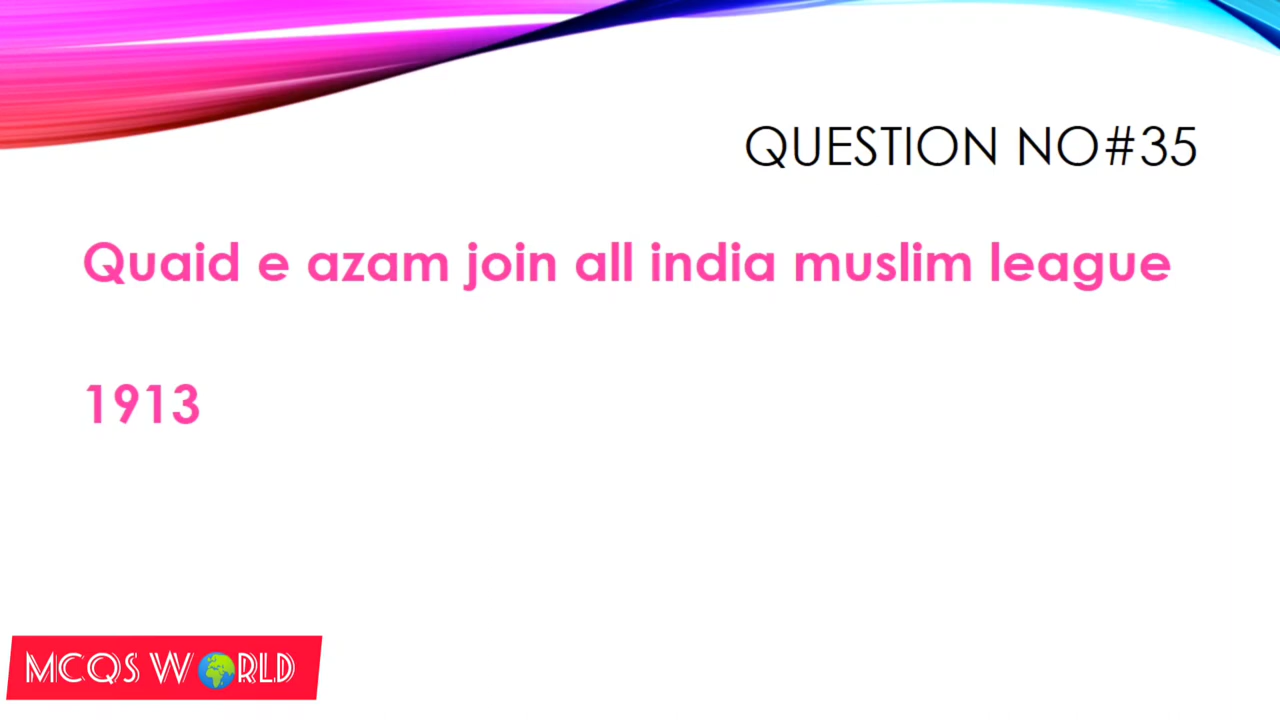 QUESTION NO#35
Quaid e azam join all india muslim league
1913
MCQS WORLD